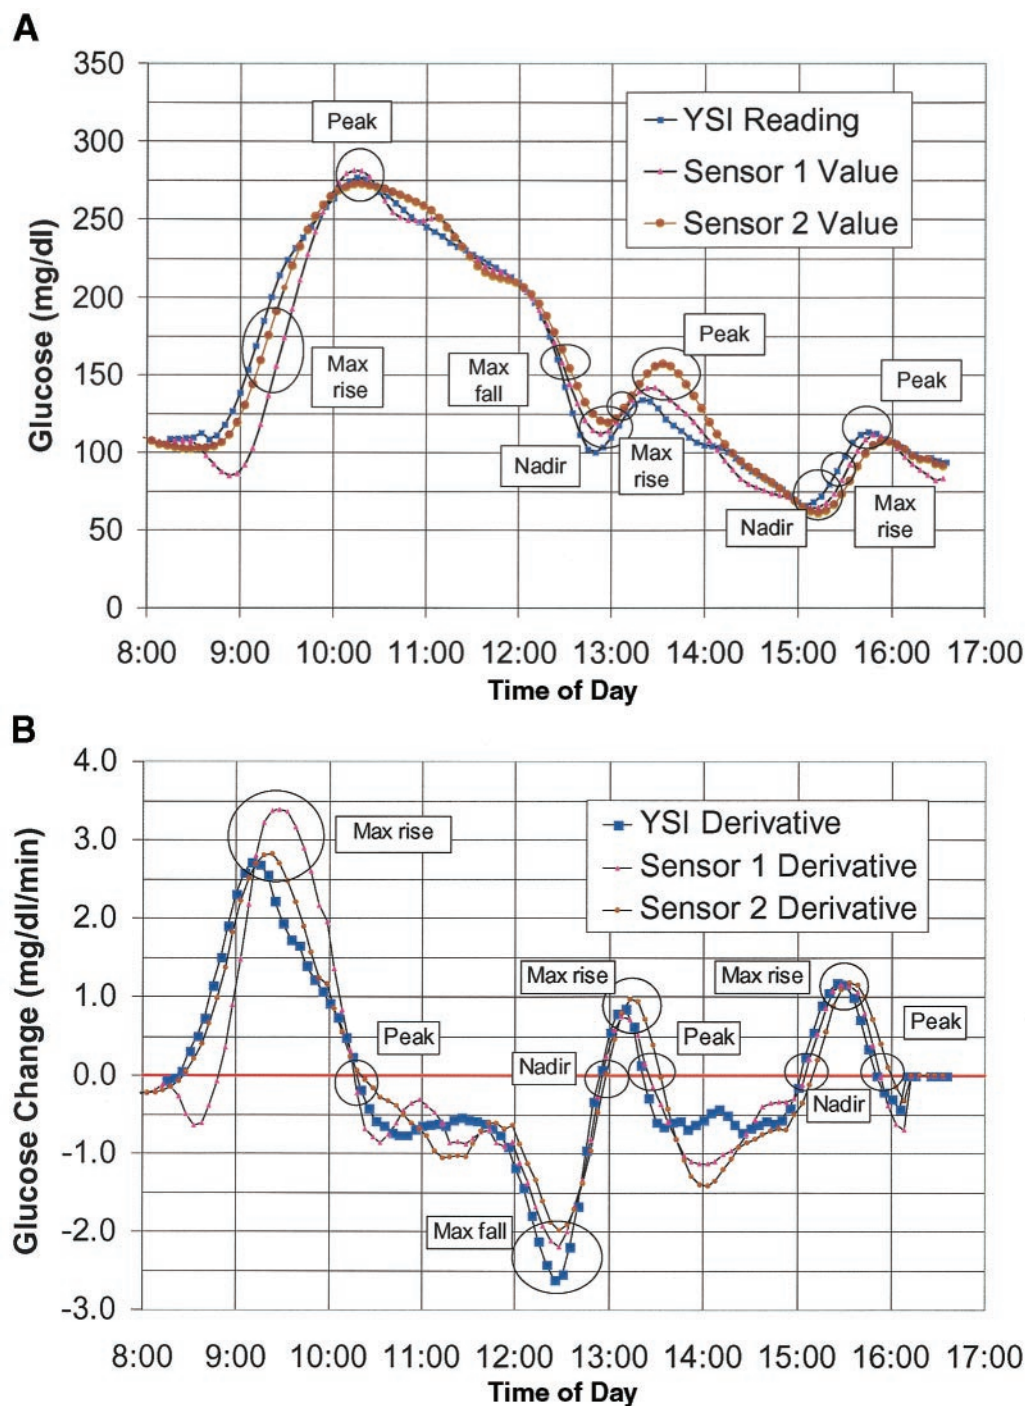 A
350
300
250
200
150
100
50
0
Glucose (mg/dl)
Peak
YSI Reading
Sensor 1 Value
Sensor 2 Value
Max
rise
Max
fall
Peak
Peak
Nadir
Max
rise
Nadir
Max
rise
8:00 9:00 10:00 11:00 12:00 13:00 14:00 15:00 16:00 17:00
Time of Day
B
4.0
3.0
2.0
1.0
0.0
-1.0
-2.0
-3.0
Glucose Change (mg/dl/min)
Max rise
YSI Derivative
Sensor 1 Derivative
Sensor 2 Derivative
Max rise
Max rise
Peak
Peak
Peak
Nadir
Nadir
Max fall
8:00 9:00 10:00 11:00 12:00 13:00 14:00 15:00 16:00 17:00
Time of Day